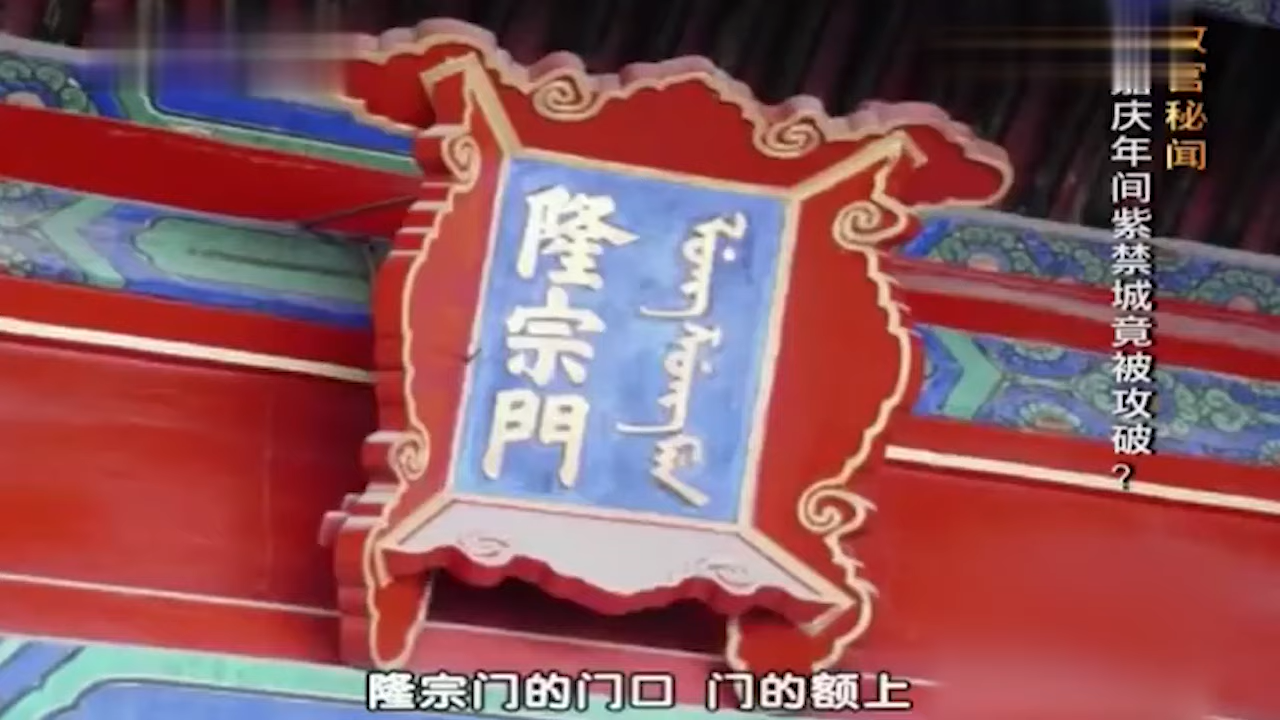 宫秘闻
庆年间紫禁城竟被攻破？
隆宗門
隆宗门的门口 门的额上